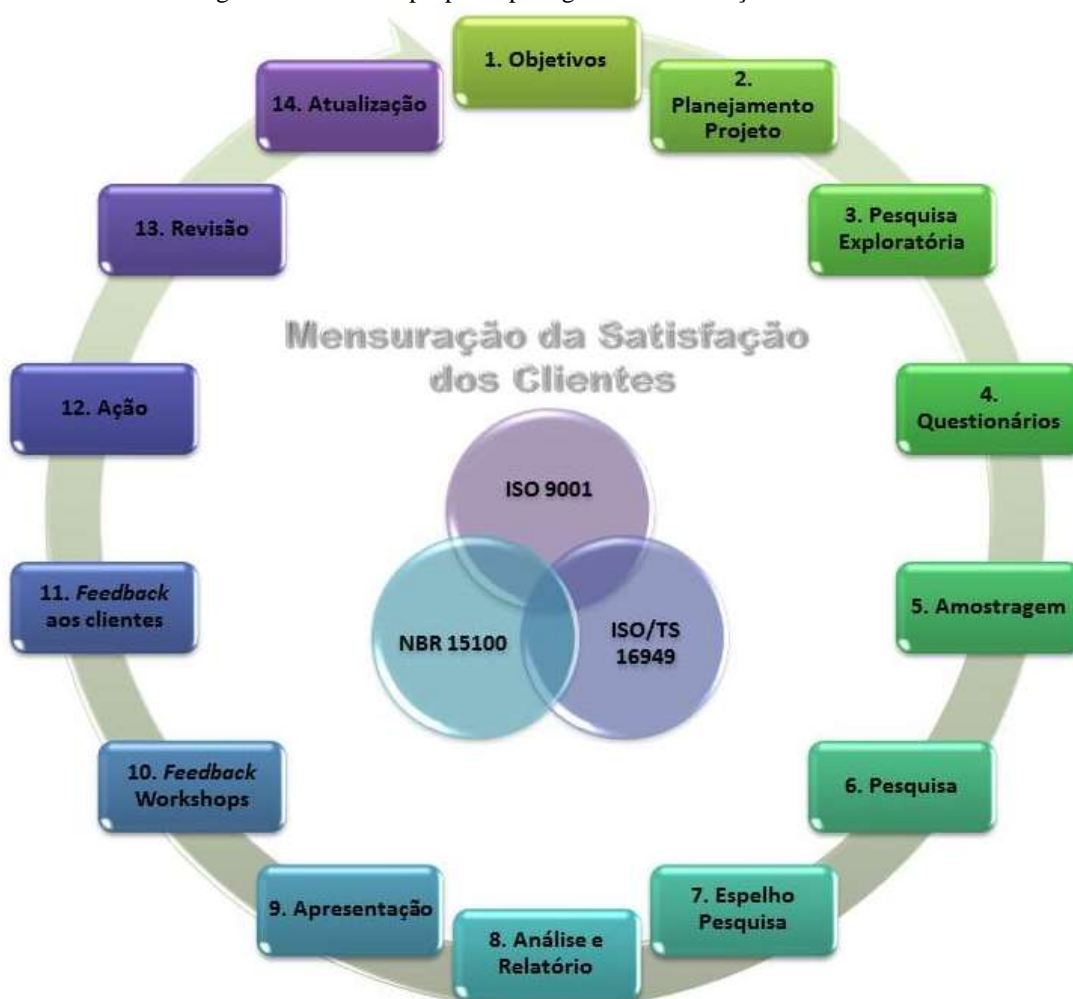 1. Objetivos
2.
Planejamento
Projeto
3. Pesquisa
Exploratória
4.
Questionários
5. Amostragem
6. Pesquisa
7. Espelho
Pesquisa
8. Análise e
Relatório
9. Apresentação
10. Feedback
Workshops
11. Feedback
aos clientes
12. Ação
13. Revisão
14. Atualização
Mensuração da Satisfação
dos Clientes
ISO 9001
NBR 15100
ISO/TS
16949